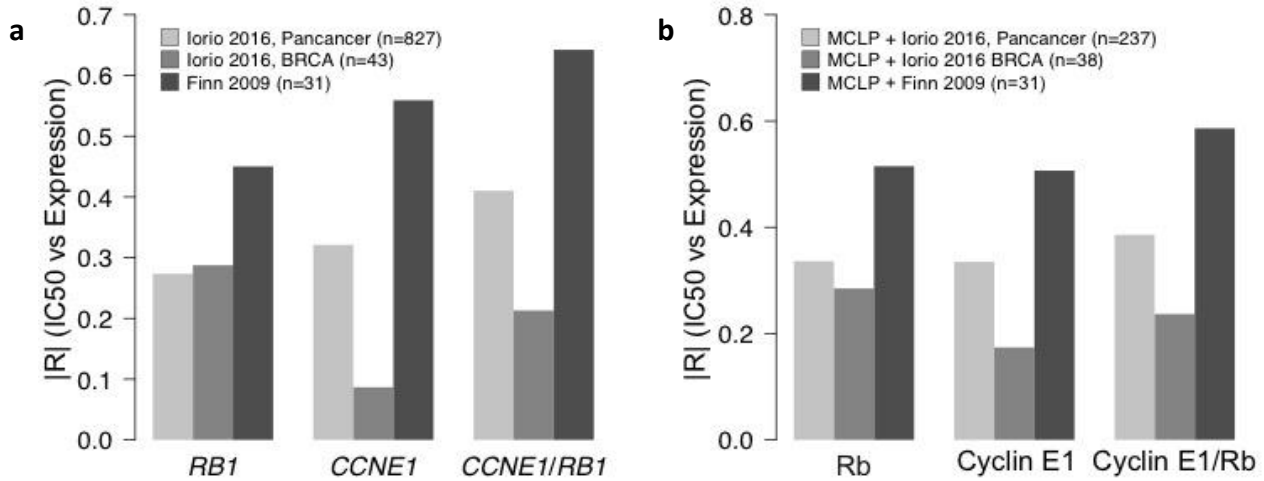 a
|R| (IC50 vs Expression)
0.7
0.6
0.5
0.4
0.3
0.2
0.1
0.0
Iorio 2016, Pancancer (n=827)
Iorio 2016, BRCA (n=43)
Finn 2009 (n=31)
RB1
CCNE1
CCNE1/RB1
b
|R| (IC50 vs Expression)
0.8
0.6
0.4
0.2
0.0
MCLP + Iorio 2016, Pancancer (n=237)
MCLP + Iorio 2016 BRCA (n=38)
MCLP + Finn 2009 (n=31)
Rb
Cyclin E1
Cyclin E1/Rb